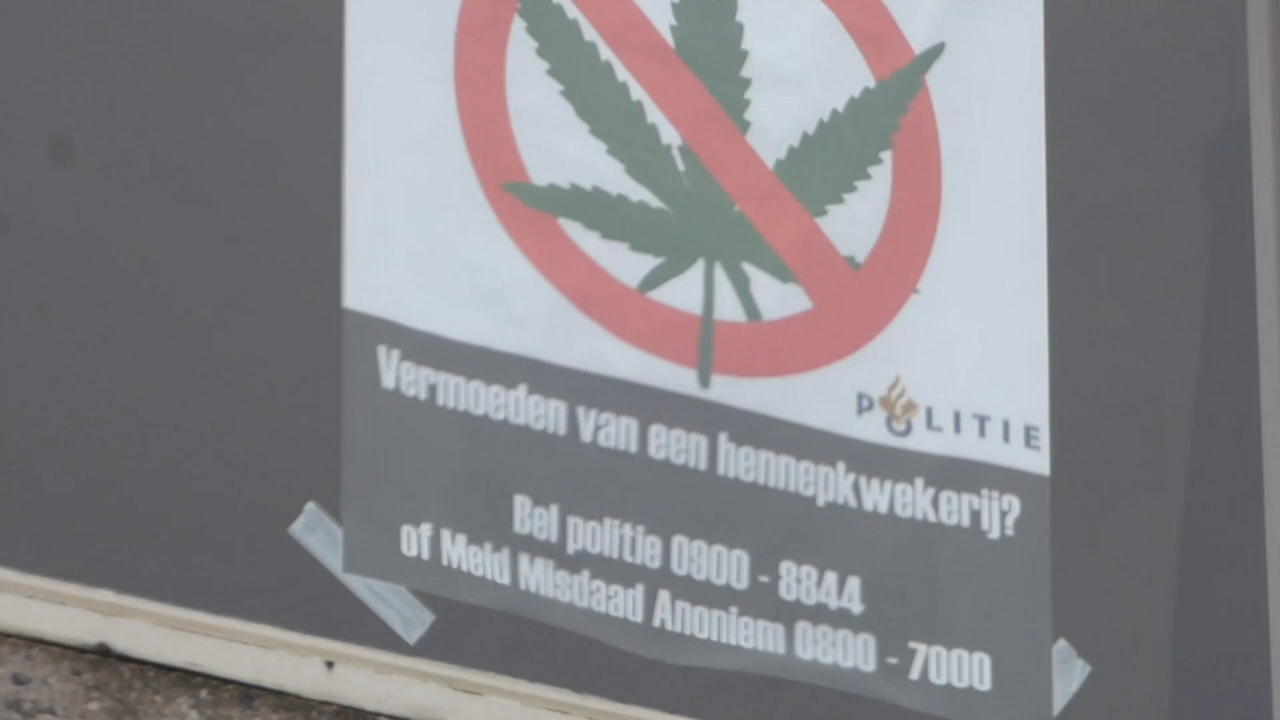 POLITIE
Vermoeden van een hennepkwekerij?
Bel politie 0900 - 8844
of Meld Misdaad Anoniem 0800 - 7000